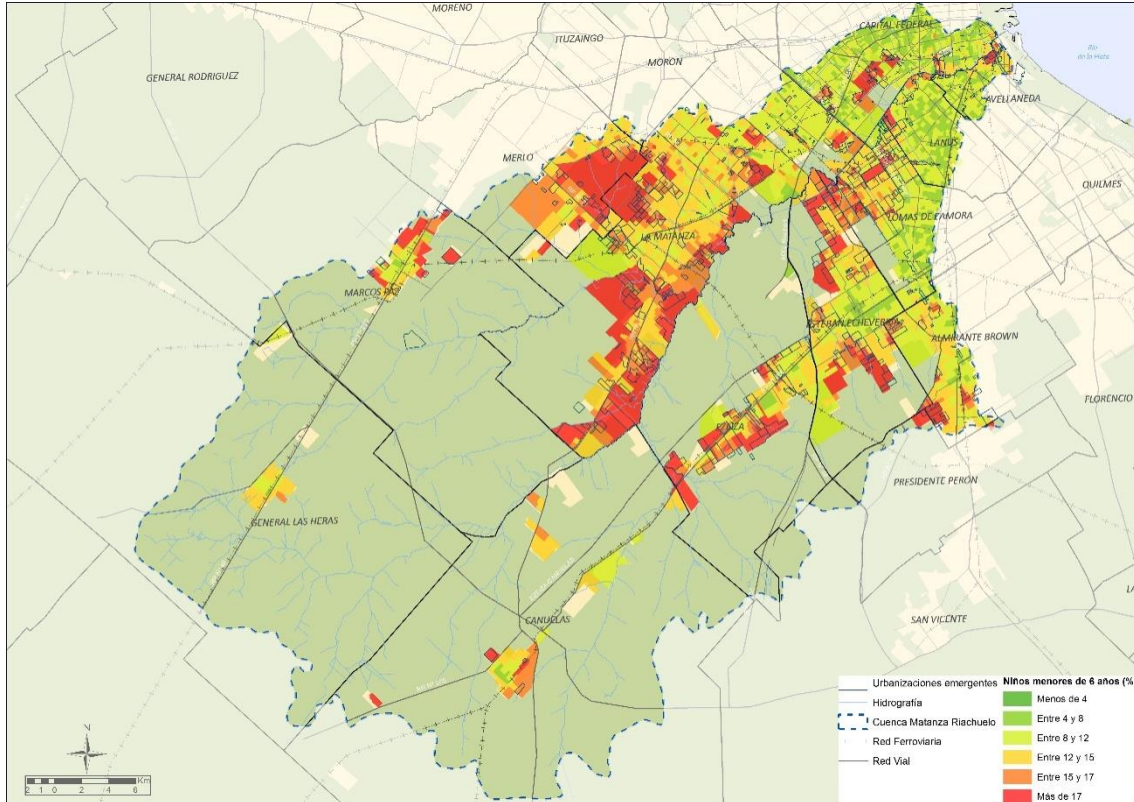 MORENO
CAPITAL FEDERAL
ITUZAINGO
Río
de la Plata
GENERAL RODRIGUEZ
MORON
AVELLANEDA
LANUS
MERLO
QUILMES
LOMAS DE ZAMORA
LA MATANZA
MARCOS PAZ
ESTEBAN ECHEVERRIA
ALMIRANTE BROWN
FLORENCIO
EZEIZA
PRESIDENTE PERÓN
GENERAL LAS HERAS
SAN VICENTE
CAÑUELAS
LA
N
Km
2 1 0 2 4 6
Urbanizaciones emergentes
Hidrografía
Cuenca Matanza Riachuelo
Red Ferroviaria
Red Vial
Niños menores de 6 años (%
Menos de 4
Entre 4 y 8
Entre 8 y 12
Entre 12 y 15
Entre 15 y 17
Más de 17